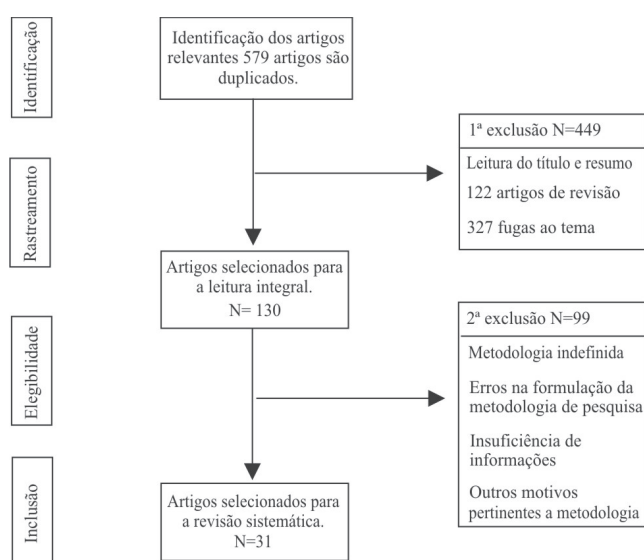 Identificação
Identificação dos artigos
relevantes 579 artigos são
duplicados.
1ª exclusão N=449
Leitura do título e resumo
122 artigos de revisão
327 fugas ao tema
Rastreamento
Artigos selecionados para
a leitura integral.
N= 130
2ª exclusão N=99
Metodologia indefinida
Erros na formulação da
metodologia de pesquisa
Insuficiência de
informações
Outros motivos
pertinentes a metodologia
Elegibilidade
Inclusão
Artigos selecionados para
a revisão sistemática.
N=31